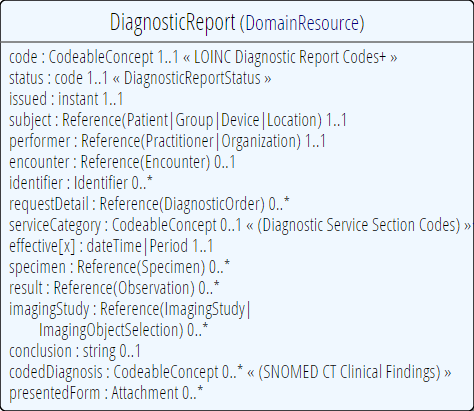 DiagnosticReport (DomainResource)
code : CodeableConcept 1..1 « LOINC Diagnostic Report Codes+ »
status : code 1..1 « DiagnosticReportStatus »
issued : instant 1..1
subject : Reference(Patient|Group|Device|Location) 1..1
performer : Reference(Practitioner|Organization) 1..1
encounter : Reference(Encounter) 0..1
identifier : Identifier 0..*
requestDetail : Reference(DiagnosticOrder) 0..*
serviceCategory : CodeableConcept 0..1 « (Diagnostic Service Section Codes) »
effective[x] : dateTime|Period 1..1
specimen : Reference(Specimen) 0..*
result : Reference(Observation) 0..*
imagingStudy : Reference(ImagingStudy|
ImagingObjectSelection) 0..*
conclusion : string 0..1
codedDiagnosis : CodeableConcept 0..* « (SNOMED CT Clinical Findings) »
presentedForm : Attachment 0..*